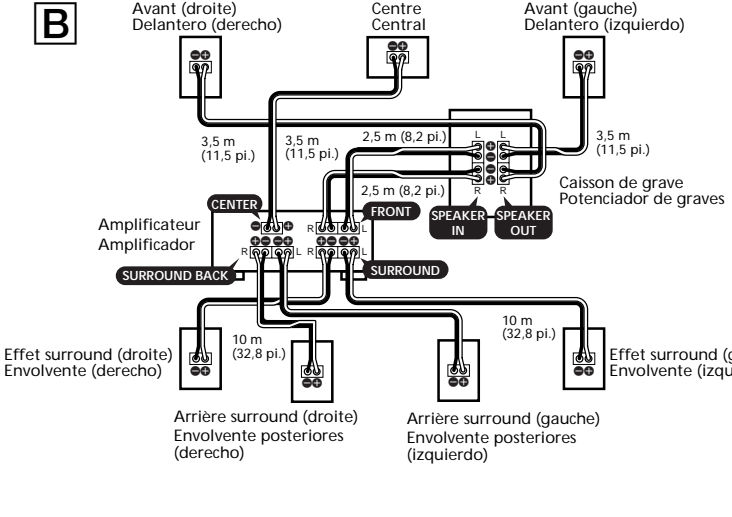 B
Avant (droite)
Delantero (derecho)
Centre
Central
Avant (gauche)
Delantero (izquierdo)
3,5 m
(11,5 pi.)
3,5 m
(11,5 pi.)
2,5 m (8,2 pi.)
L L
3,5 m
(11,5 pi.)
2,5 m (8,2 pi.)
R R
Caisson de grave
Potenciador de graves
SPEAKER
IN
SPEAKER
OUT
CENTER
FRONT
R L
Amplificateur
Amplificador
R L R L
SURROUND BACK
SURROUND
10 m
(32,8 pi.)
10 m
(32,8 pi.)
Effet surround (droite)
Envolvente (derecho)
Effet surround (
Envolvente (
Arrière surround (droite)
Envolvente posteriores
(derecho)
Arrière surround (gauche)
Envolvente posteriores
(izquierdo)